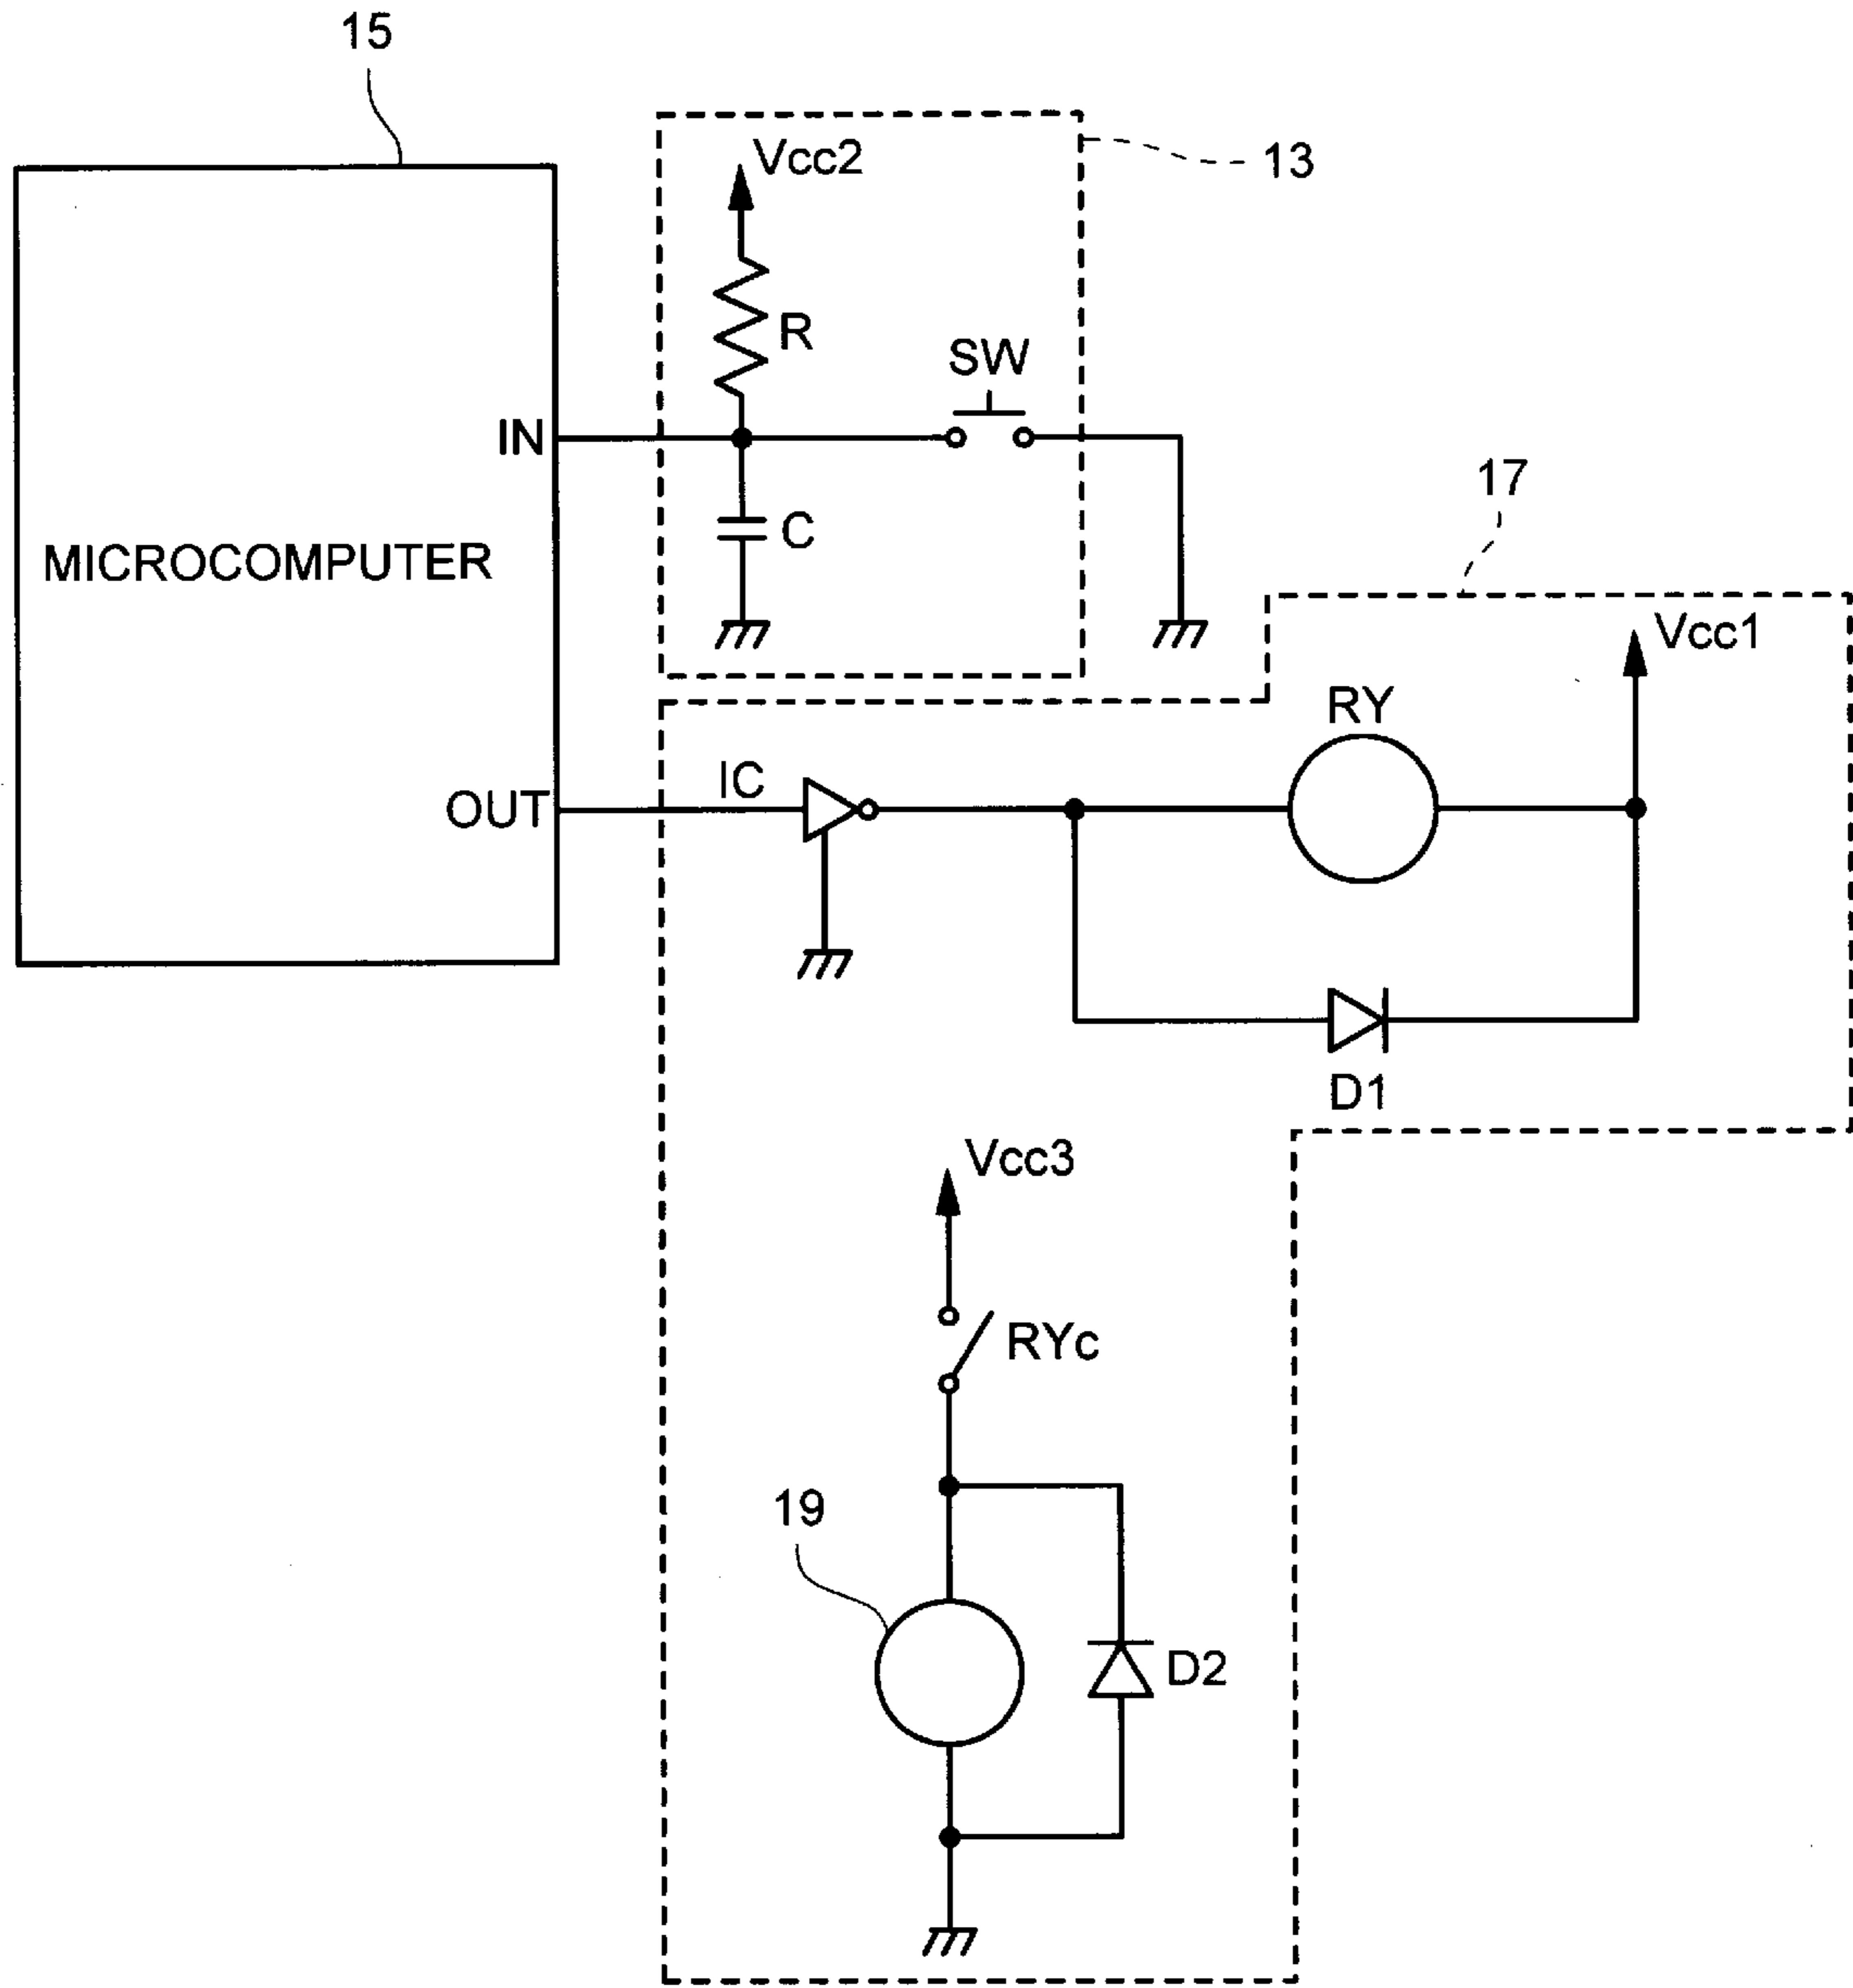 15
Vcc2
13
R
SW
IN
17
C
MICROCOMPUTER
Vcc1
RY
IC
OUT
D1
Vcc3
RYc
19
D2